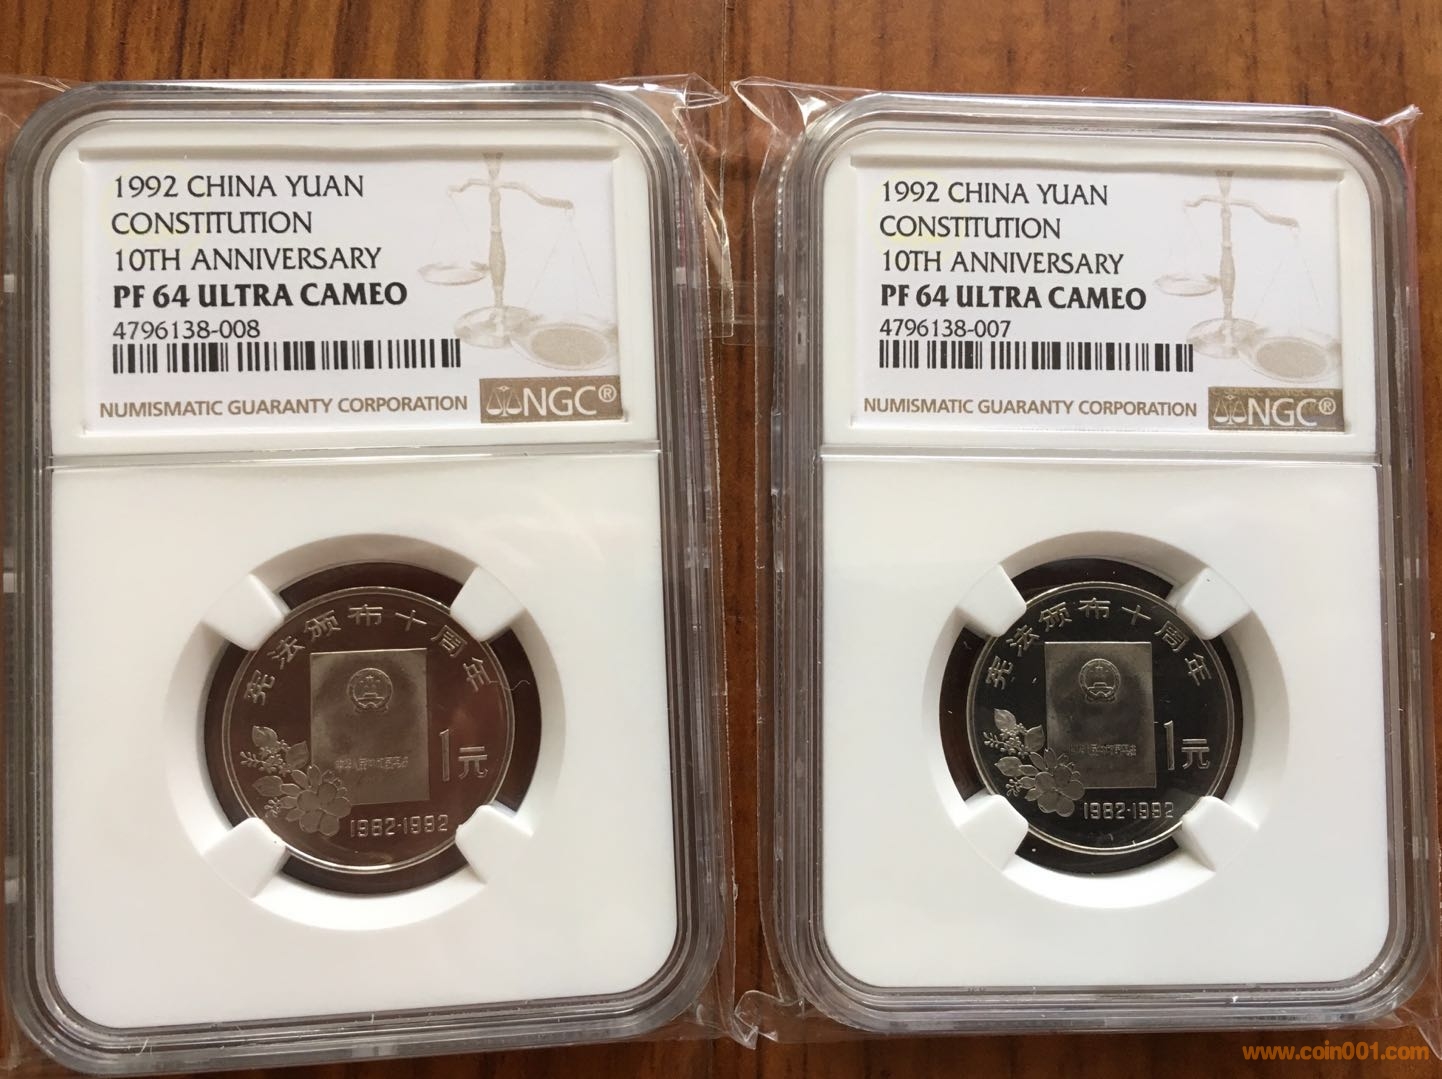 1992 CHINA YUAN
CONSTITUTION
10TH ANNIVERSARY
PF 64 ULTRA CAMEO
4796138-008
NUMISMATIC GUARANTY CORPORATION
NGC®
宪法颁布十周年
1元
1982-1992
1992 CHINA YUAN
CONSTITUTION
10TH ANNIVERSARY
PF 64 ULTRA CAMEO
4796138-007
NUMISMATIC GUARANTY CORPORATION
NGC®
宪法颁布十周年
1元
1982-1992
www.coin001.com